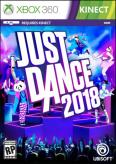 XBOX 360
KINECT
REQUIRES KINECT
JUST
DANCE
2018
UBISOFT